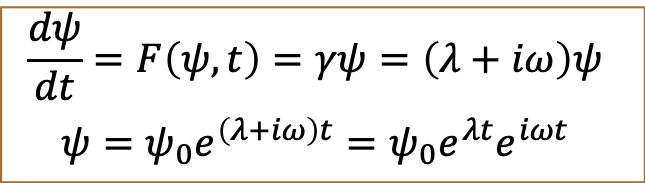 dψ/dt = F(ψ, t) = γψ = (λ + iω)ψ
ψ = ψ₀e^(λ+iω)t = ψ₀e^λt e^iωt